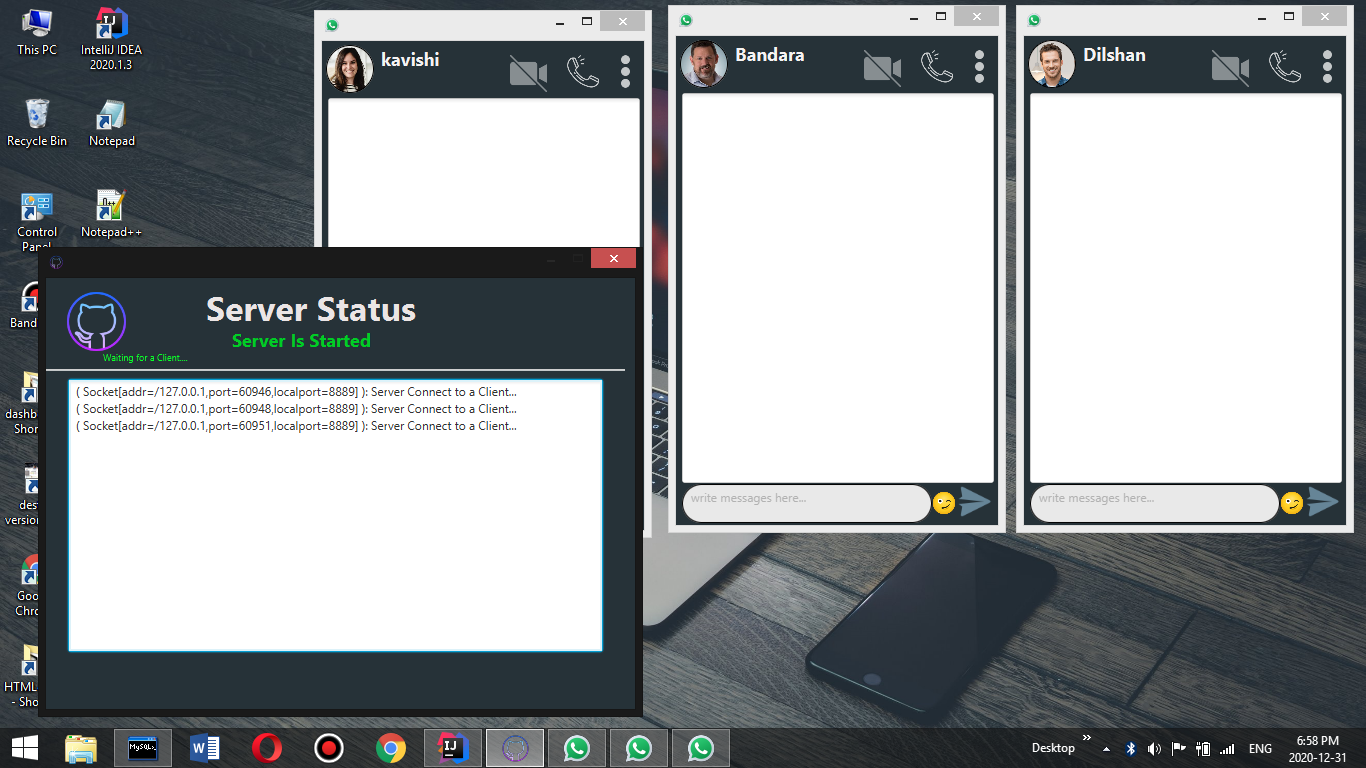 This PC
IntelliJ IDEA
2020.1.3
Recycle Bin
Notepad
Control
Panel
Notepad++
Band
dashb
Shor
des
version
Goo
Chro
HTML
- Sho
kavishi
Bandara
write messages here...
Dilshan
write messages here...
Server Status
Server Is Started
Waiting for a Client....
( Socket[addr=/127.0.0.1,port=60946,localport=8889] ): Server Connect to a Client...
( Socket[addr=/127.0.0.1,port=60948,localport=8889] ): Server Connect to a Client...
( Socket[addr=/127.0.0.1,port=60951,localport=8889] ): Server Connect to a Client...
MySQL
W
IJ
Desktop
ENG
6:58 PM
2020-12-31